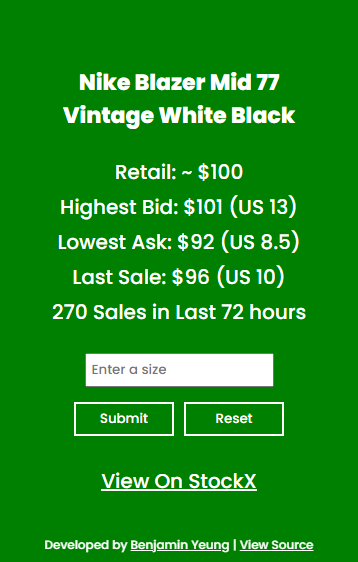 Nike Blazer Mid 77
Vintage White Black
Retail: ~ $100
Highest Bid: $101 (US 13)
Lowest Ask: $92 (US 8.5)
Last Sale: $96 (US 10)
270 Sales in Last 72 hours
Enter a size
Submit Reset
View On StockX
Developed by Benjamin Yeung | View Source